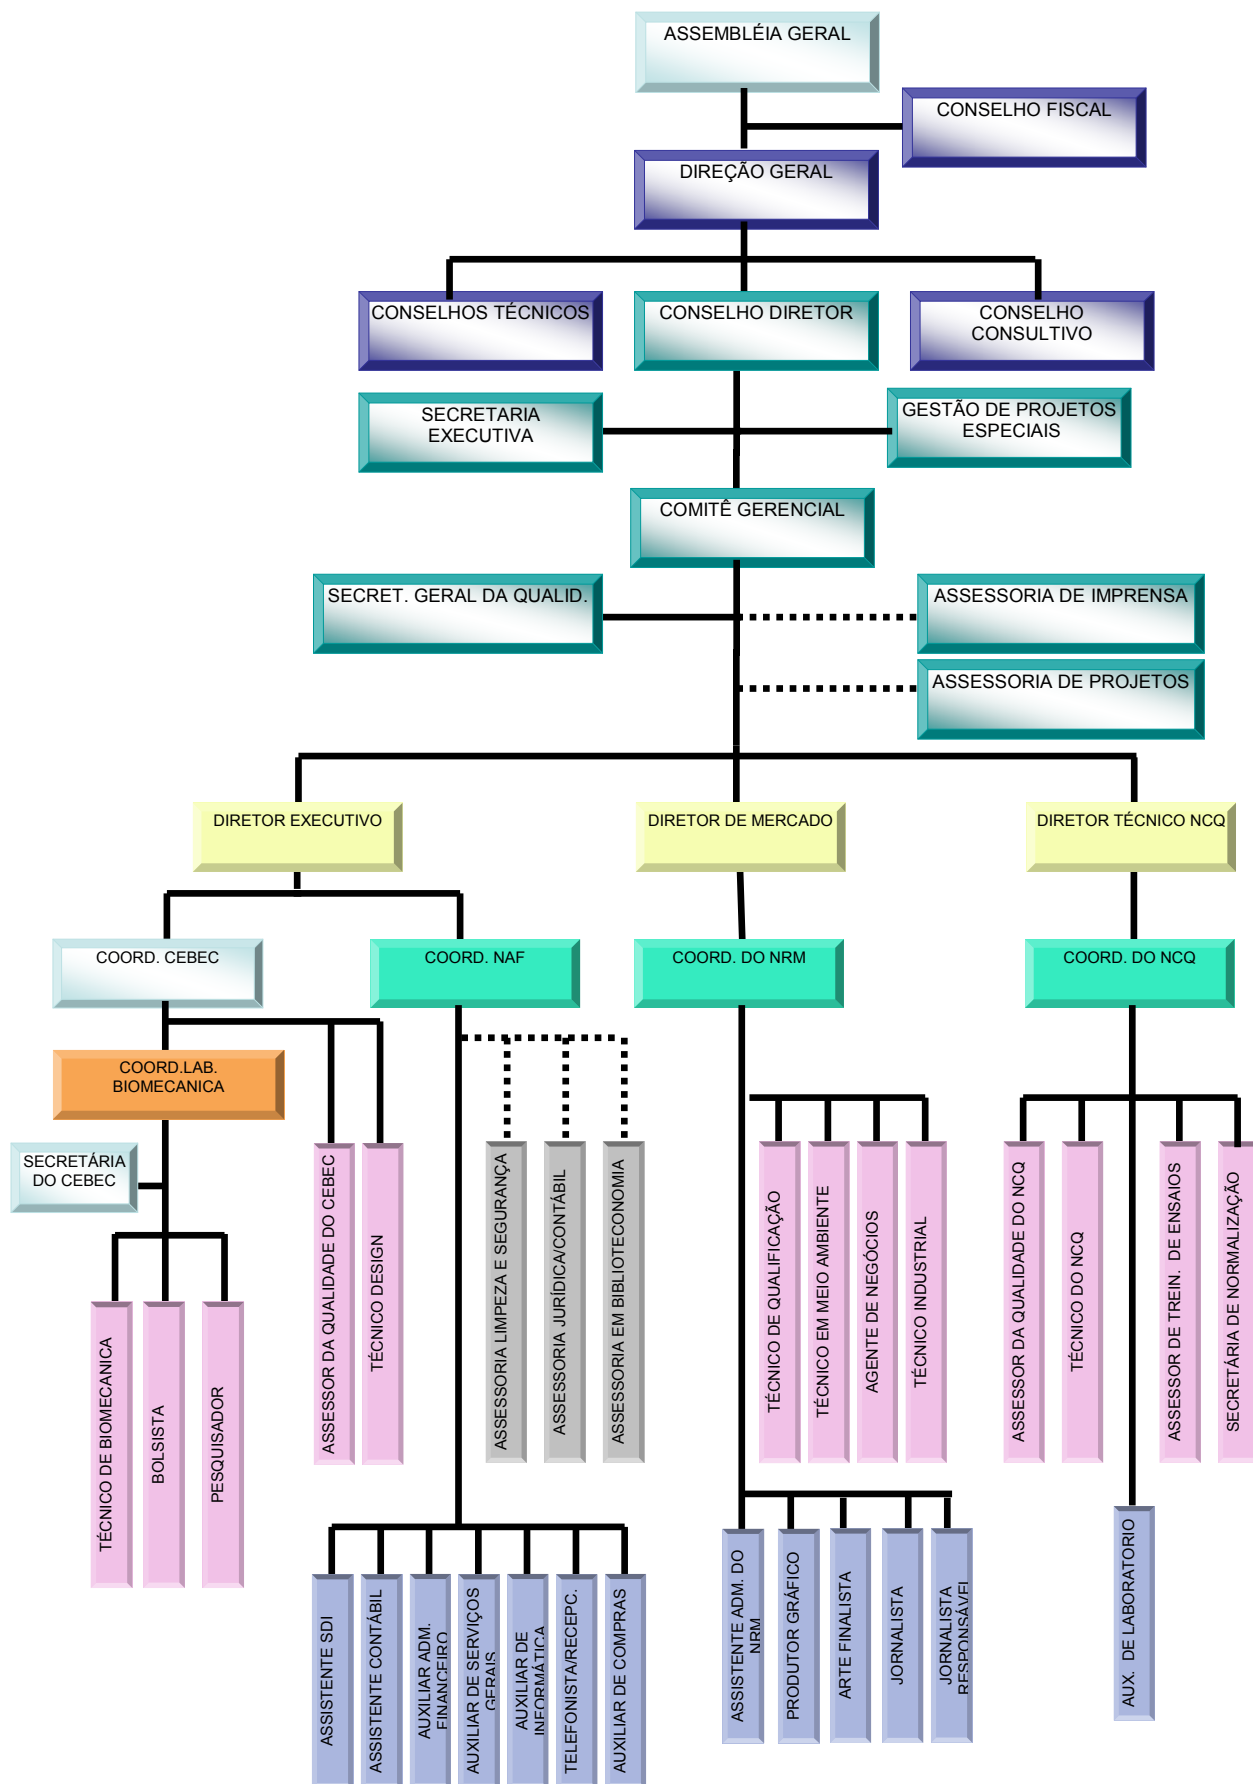 ASSEMBLÉIA GERAL
CONSELHO FISCAL
DIREÇÃO GERAL
CONSELHOS TÉCNICOS
CONSELHO DIRETOR
CONSELHO
CONSULTIVO
SECRETARIA
EXECUTIVA
GESTÃO DE PROJETOS
ESPECIAIS
COMITÊ GERENCIAL
SECRET. GERAL DA QUALID.
ASSESSORIA DE IMPRENSA
ASSESSORIA DE PROJETOS
DIRETOR EXECUTIVO
DIRETOR DE MERCADO
DIRETOR TÉCNICO NCQ
COORD. CEBEC
COORD. NAF
COORD. DO NRM
COORD. DO NCQ
COORD.LAB.
BIOMECANICA
SECRETÁRIA
DO CEBEC
TÉCNICO DE BIOMECANICA
BOLSISTA
PESQUISADOR
ASSESSOR DA QUALIDADE DO CEBEC
TÉCNICO DESIGN
ASSESSORIA LIMPEZA E SEGURANÇA
ASSESSORIA JURÍDICA/CONTÁBIL
ASSESSORIA EM BIBLIOTECONOMIA
TÉCNICO DE QUALIFICAÇÃO
TÉCNICO EM MEIO AMBIENTE
AGENTE DE NEGÓCIOS
TÉCNICO INDUSTRIAL
ASSESSOR DA QUALIDADE DO NCQ
TÉCNICO DO NCQ
ASSESSOR DE TREIN. DE ENSAIOS
SECRETÁRIA DE NORMALIZAÇÃO
ASSISTENTE SDI
ASSISTENTE CONTÁBIL
AUXILIAR ADM.
FINANCEIRO
AUXILIAR DE SERVIÇOS
GERAIS
AUXILIAR DE
INFORMÁTICA
TELEFONISTA/RECEPC.
AUXILIAR DE COMPRAS
ASSISTENTE ADM. DO
NRM
PRODUTOR GRÁFICO
ARTE FINALISTA
JORNALISTA
JORNALISTA
RESPONSÁVEL
AUX. DE LABORATORIO